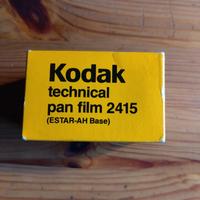 Kodak
technical
pan film 2415
(ESTAR-AH Base)